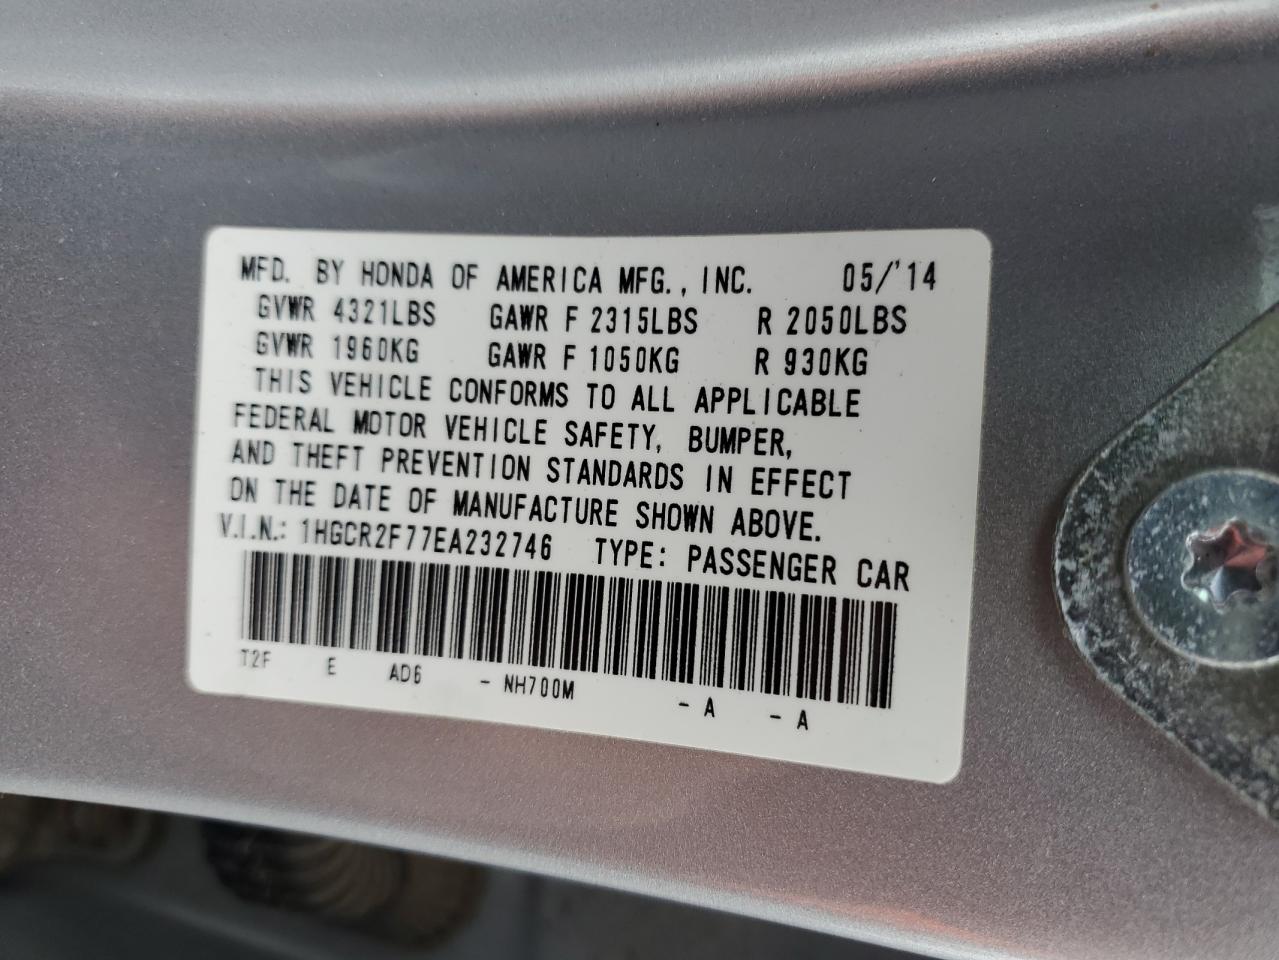 MFD. BY HONDA OF AMERICA MFG., INC. 05/'14
GVWR 4321LBS GAWR F 2315LBS R 2050LBS
GVWR 1960KG GAWR F 1050KG R 930KG
THIS VEHICLE CONFORMS TO ALL APPLICABLE
FEDERAL MOTOR VEHICLE SAFETY, BUMPER,
AND THEFT PREVENTION STANDARDS IN EFFECT
ON THE DATE OF MANUFACTURE SHOWN ABOVE.
V.I.N.: 1HGCR2F77EA232746 TYPE: PASSENGER CAR
T2F E AD6 - NH700M - A - A